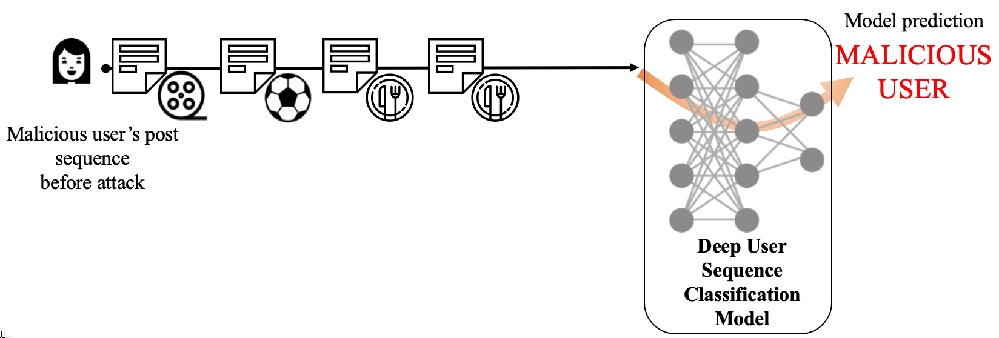 Model prediction
MALICIOUS
USER
Malicious user’s post
sequence
before attack
Deep User
Sequence
Classification
Model